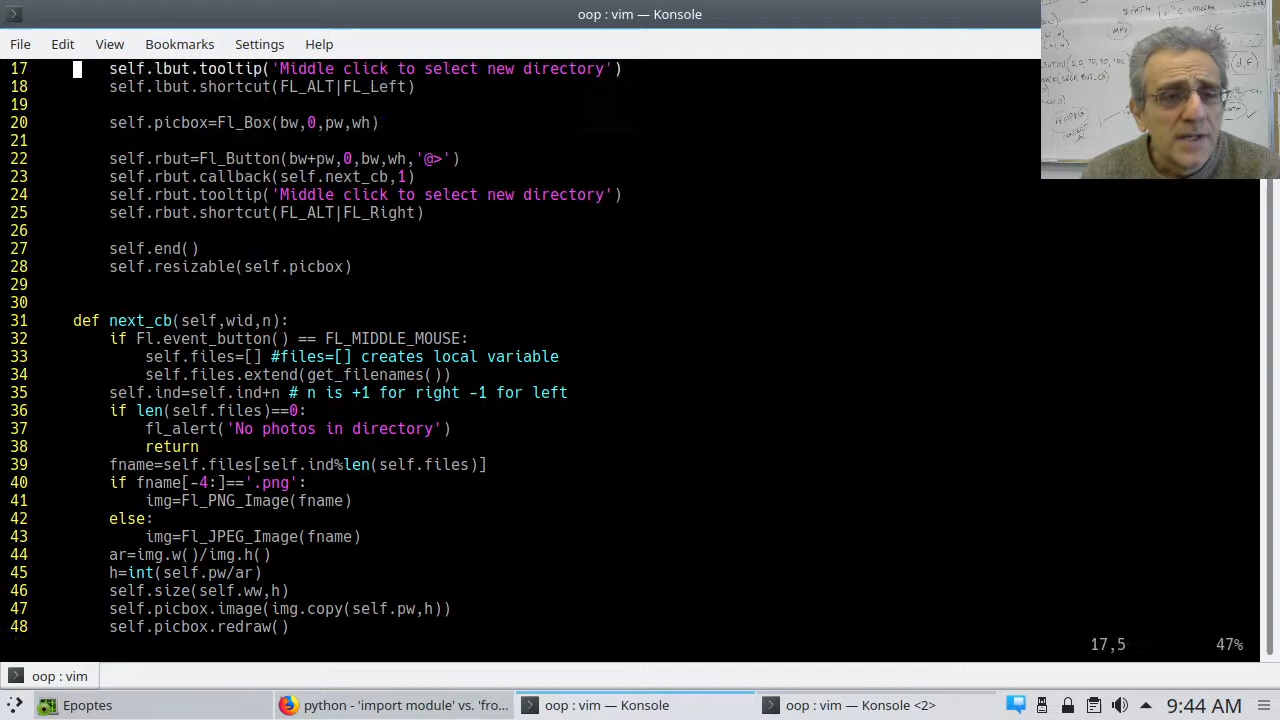 oop : vim — Konsole
File Edit View Bookmarks Settings Help
17 self.lbut.tooltip('Middle click to select new directory')
18 self.lbut.shortcut(FL_ALT|FL_Left)
19
20 self.picbox=Fl_Box(bw,0,pw,wh)
21
22 self.rbut=Fl_Button(bw+pw,0,bw,wh,'@>')
23 self.rbut.callback(self.next_cb,1)
24 self.rbut.tooltip('Middle click to select new directory')
25 self.rbut.shortcut(FL_ALT|FL_Right)
26
27 self.end()
28 self.resizable(self.picbox)
29
30
31 def next_cb(self,wid,n):
32 if Fl.event_button() == FL_MIDDLE_MOUSE:
33 self.files=[] #files=[] creates local variable
34 self.files.extend(get_filenames())
35 self.ind=self.ind+n # n is +1 for right -1 for left
36 if len(self.files)==0:
37 fl_alert('No photos in directory')
38 return
39 fname=self.files[self.ind%len(self.files)]
40 if fname[-4:]=='.png':
41 img=Fl_PNG_Image(fname)
42 else:
43 img=Fl_JPEG_Image(fname)
44 ar=img.w()/img.h()
45 h=int(self.pw/ar)
46 self.size(self.ww,h)
47 self.picbox.image(img.copy(self.pw,h))
48 self.picbox.redraw()
17,5 47%
oop : vim
Epoptes python - 'import module' vs. 'fro... oop : vim — Konsole oop : vim — Konsole <2> 9:44 AM